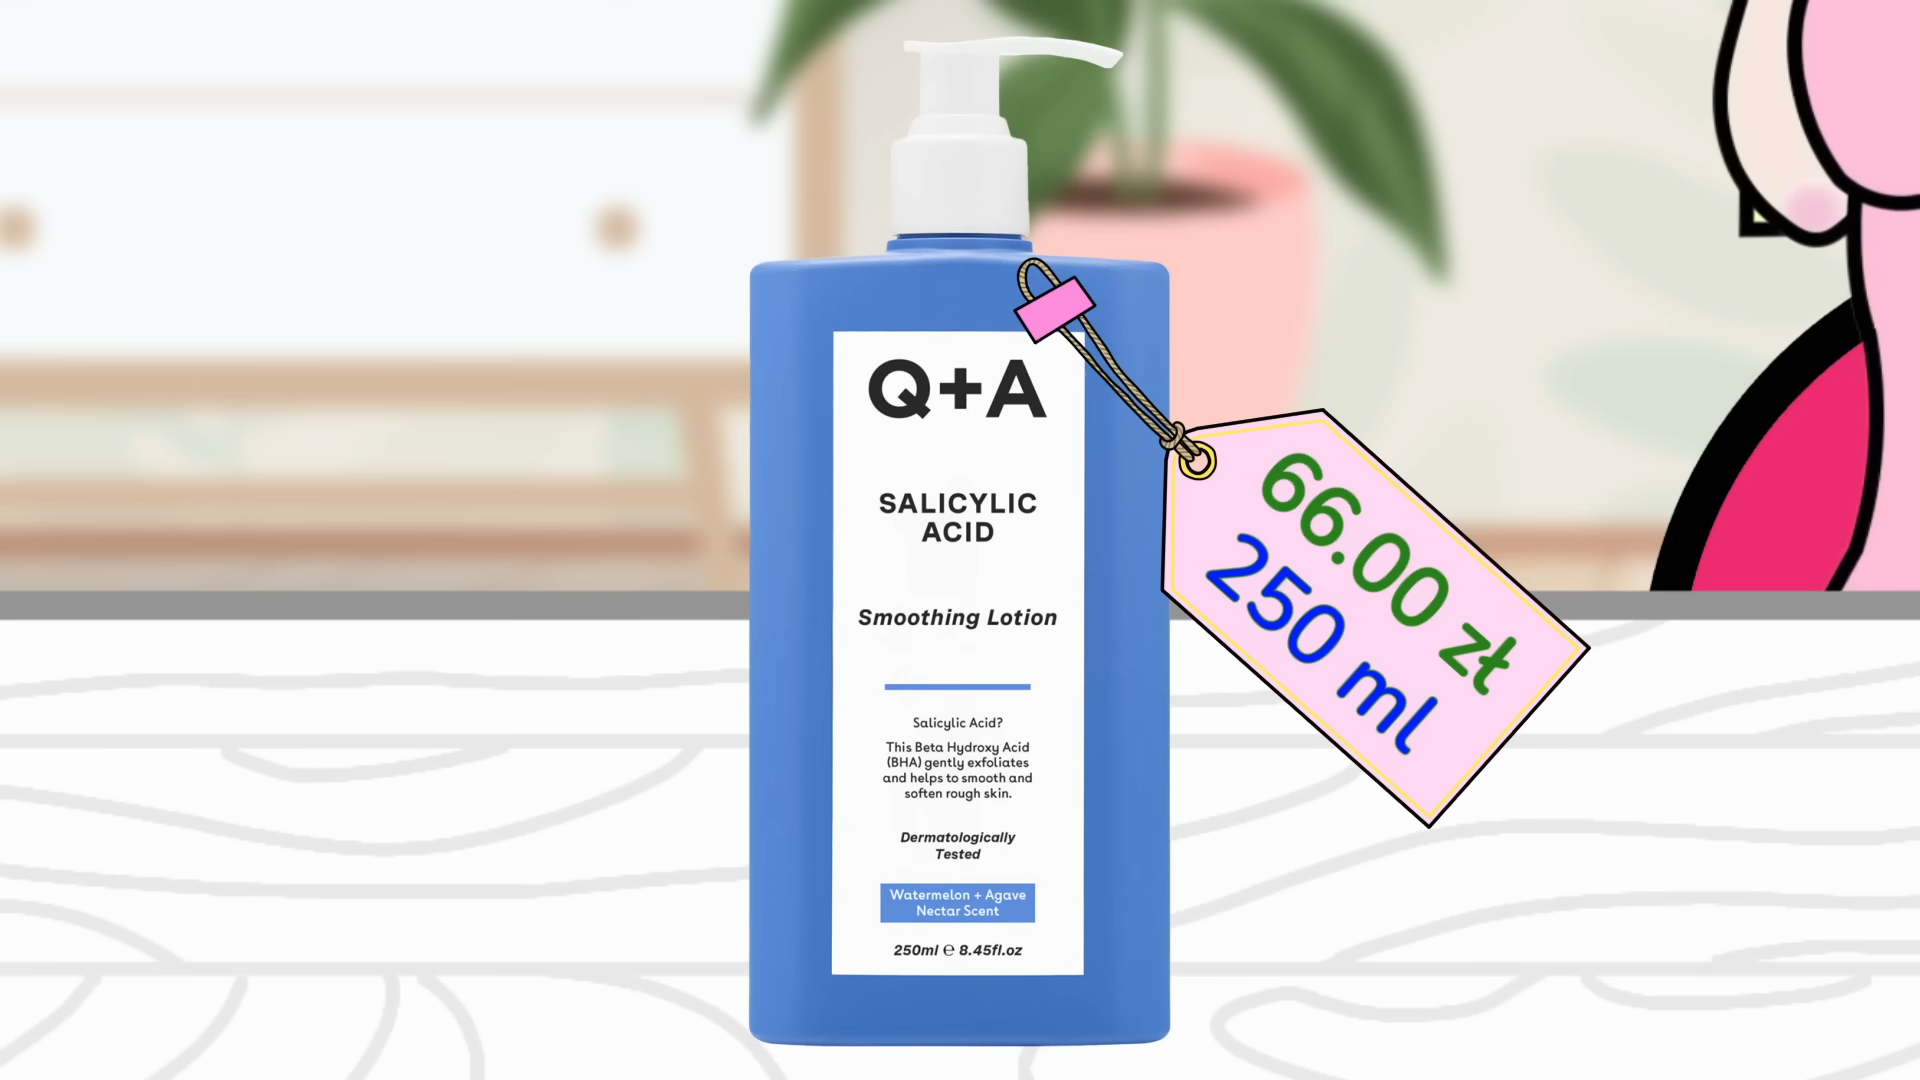 Q+A
SALICYLIC
ACID
Smoothing Lotion
Salicylic Acid?
This Beta Hydroxy Acid
(BHA) gently exfoliates
and helps to smooth and
soften rough skin.
Dermatologically
Tested
Watermelon + Agave
Nectar Scent
250ml ℮ 8.45fl.oz
66.00 zł
250 ml